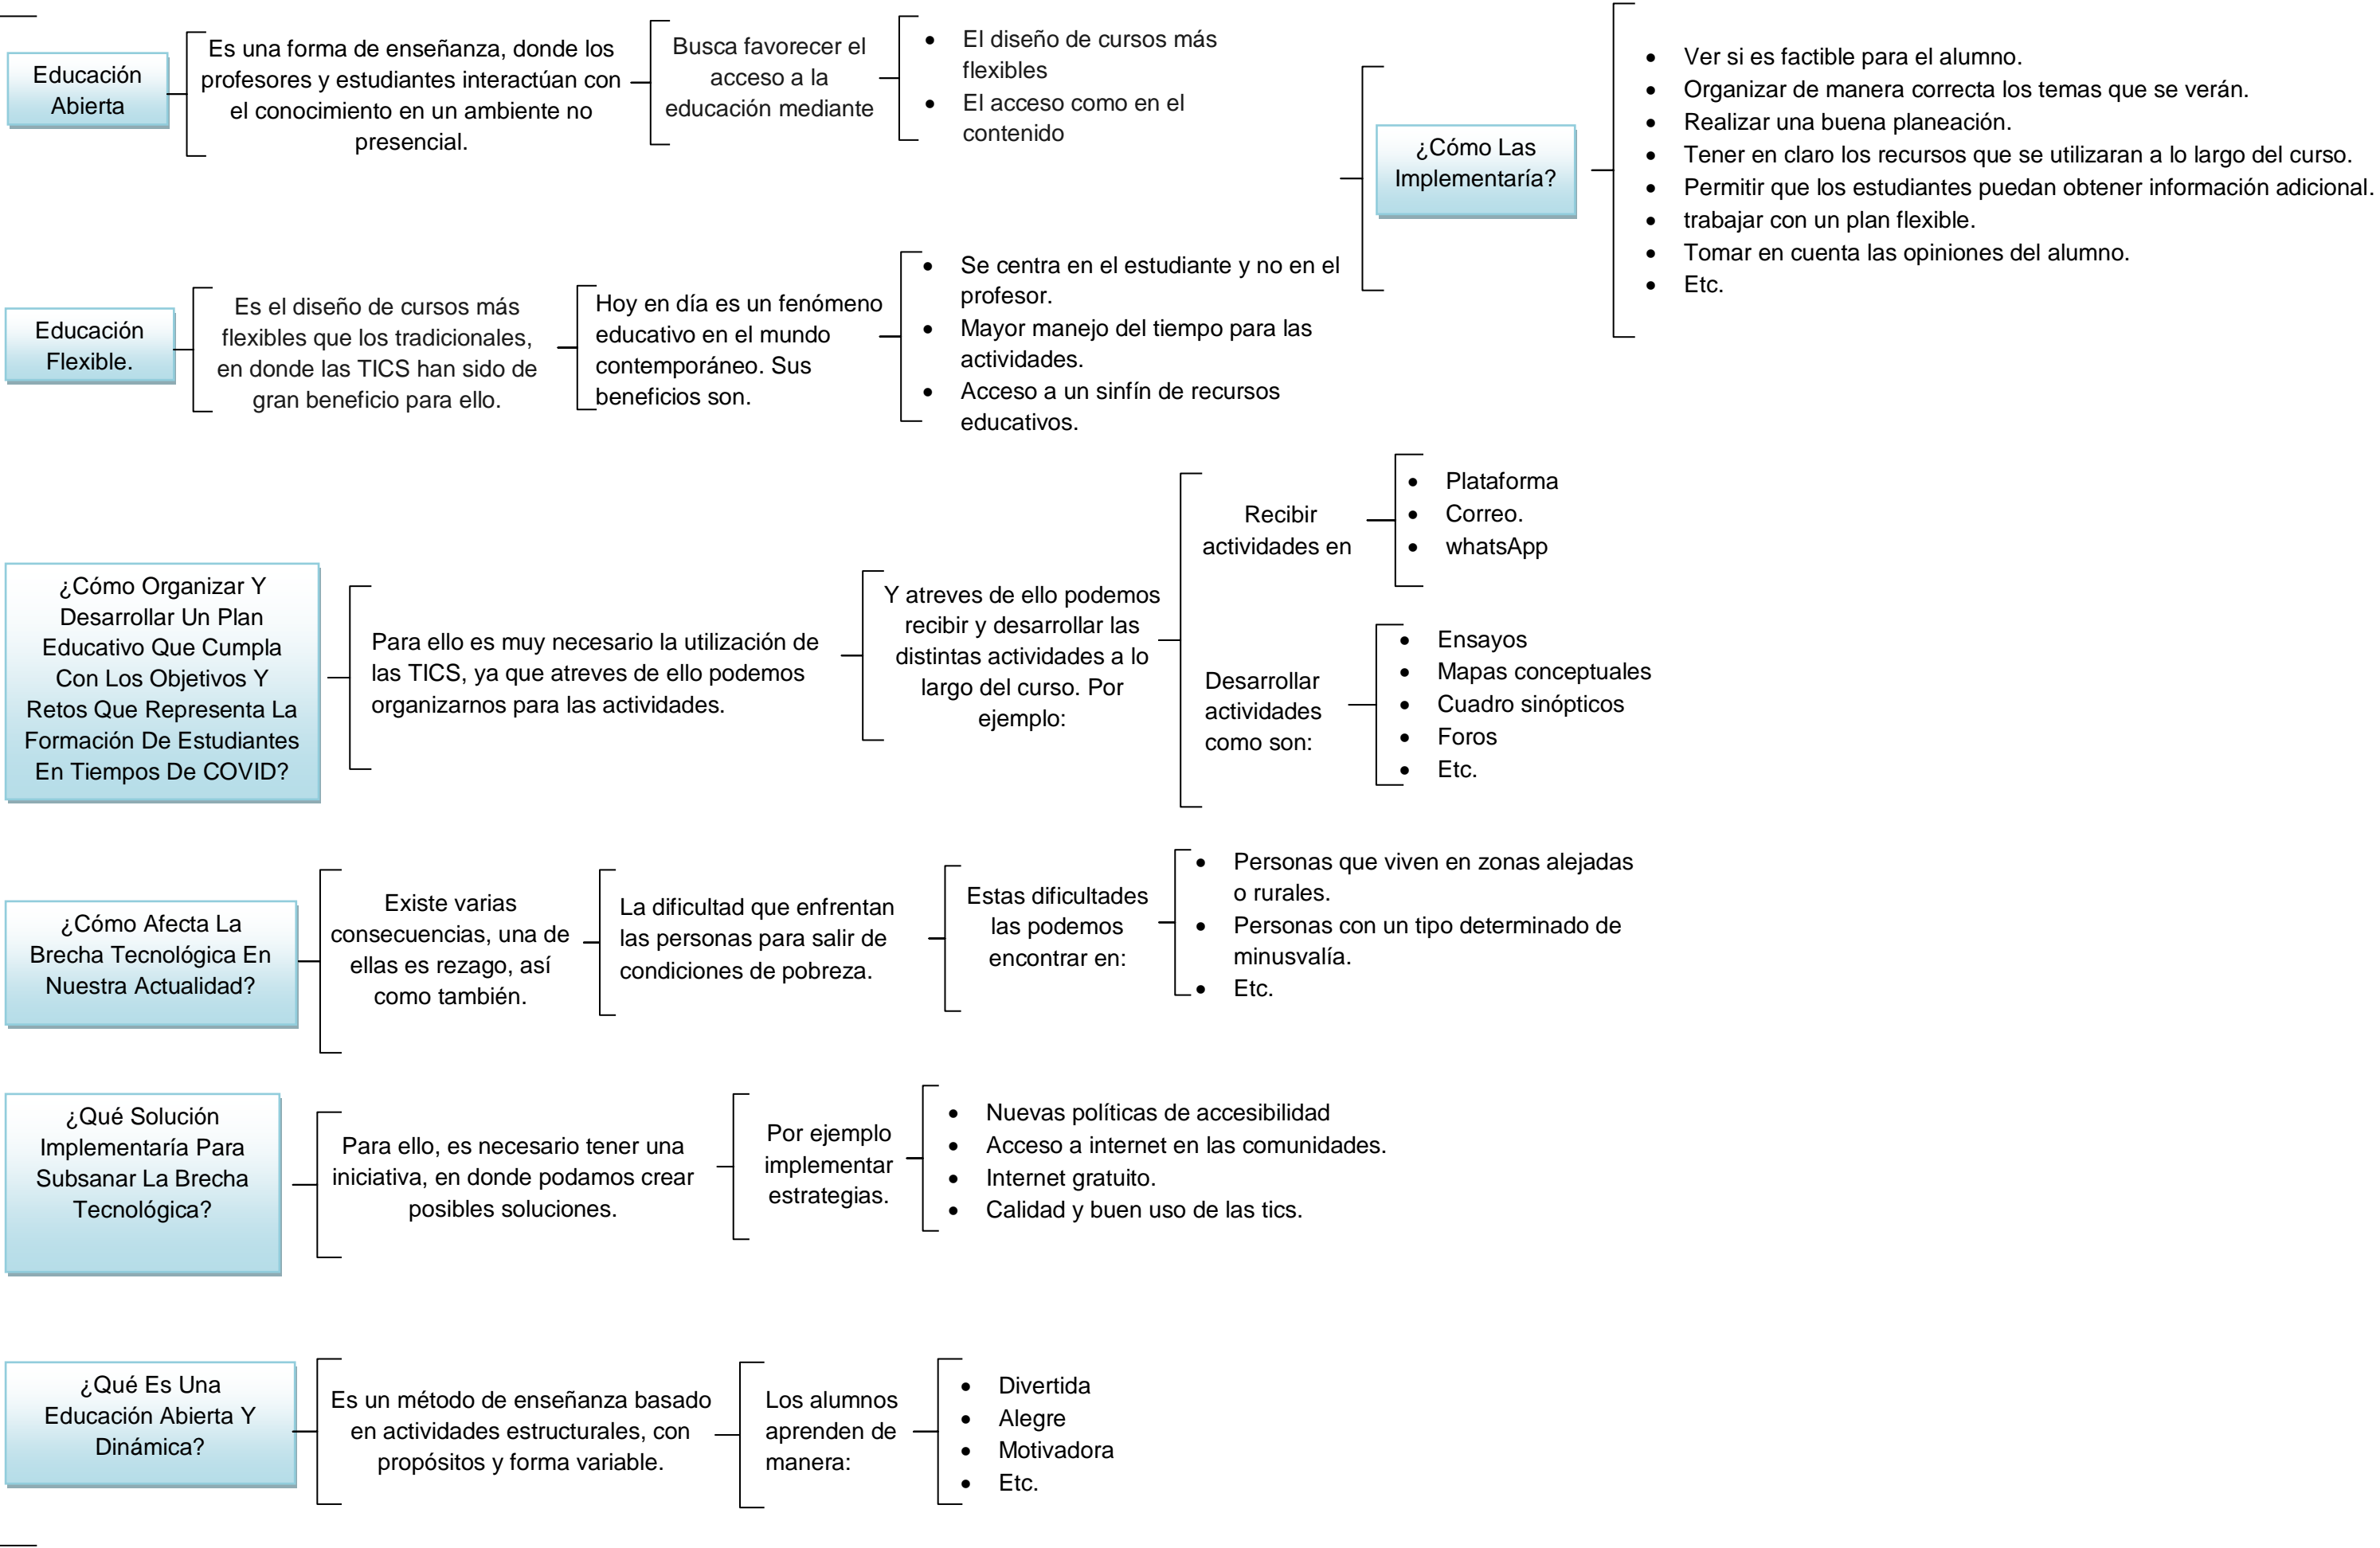 Educación
Abierta
Es una forma de enseñanza, donde los
profesores y estudiantes interactúan con
el conocimiento en un ambiente no
presencial.
Busca favorecer el
acceso a la
educación mediante
• El diseño de cursos más
flexibles
• El acceso como en el
contenido
Educación
Flexible.
Es el diseño de cursos más
flexibles que los tradicionales,
en donde las TICS han sido de
gran beneficio para ello.
Hoy en día es un fenómeno
educativo en el mundo
contemporáneo. Sus
beneficios son.
• Se centra en el estudiante y no en el
profesor.
• Mayor manejo del tiempo para las
actividades.
• Acceso a un sinfín de recursos
educativos.
¿Cómo Las
Implementaría?
• Ver si es factible para el alumno.
• Organizar de manera correcta los temas que se verán.
• Realizar una buena planeación.
• Tener en claro los recursos que se utilizaran a lo largo del curso.
• Permitir que los estudiantes puedan obtener información adicional.
• trabajar con un plan flexible.
• Tomar en cuenta las opiniones del alumno.
• Etc.
¿Cómo Organizar Y
Desarrollar Un Plan
Educativo Que Cumpla
Con Los Objetivos Y
Retos Que Representa La
Formación De Estudiantes
En Tiempos De COVID?
Para ello es muy necesario la utilización de
las TICS, ya que atreves de ello podemos
organizarnos para las actividades.
Y atreves de ello podemos
recibir y desarrollar las
distintas actividades a lo
largo del curso. Por
ejemplo:
Recibir
actividades en
• Plataforma
• Correo.
• whatsApp
Desarrollar
actividades
como son:
• Ensayos
• Mapas conceptuales
• Cuadro sinópticos
• Foros
• Etc.
¿Cómo Afecta La
Brecha Tecnológica En
Nuestra Actualidad?
Existe varias
consecuencias, una de
ellas es rezago, así
como también.
La dificultad que enfrentan
las personas para salir de
condiciones de pobreza.
Estas dificultades
las podemos
encontrar en:
• Personas que viven en zonas alejadas
o rurales.
• Personas con un tipo determinado de
minusvalía.
• Etc.
¿Qué Solución
Implementaría Para
Subsanar La Brecha
Tecnológica?
Para ello, es necesario tener una
iniciativa, en donde podamos crear
posibles soluciones.
Por ejemplo
implementar
estrategias.
• Nuevas políticas de accesibilidad
• Acceso a internet en las comunidades.
• Internet gratuito.
• Calidad y buen uso de las tics.
¿Qué Es Una
Educación Abierta Y
Dinámica?
Es un método de enseñanza basado
en actividades estructurales, con
propósitos y forma variable.
Los alumnos
aprenden de
manera:
• Divertida
• Alegre
• Motivadora
• Etc.